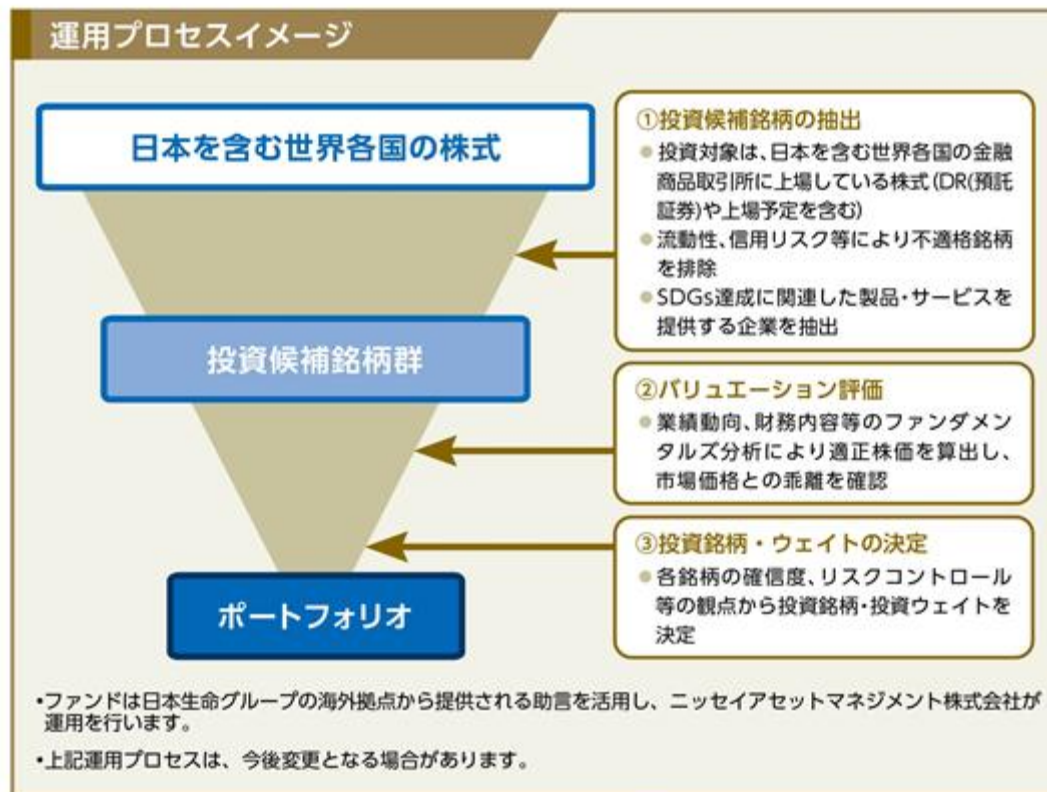 運用プロセスイメージ
日本を含む世界各国の株式
投資候補銘柄群
ポートフォリオ
①投資候補銘柄の抽出
●投資対象は、日本を含む世界各国の金融
商品取引所に上場している株式(DR(預託
証券)や上場予定を含む)
●流動性、信用リスク等により不適格銘柄
を排除
●SDGs達成に関連した製品・サービスを
提供する企業を抽出
②バリュエーション評価
●業績動向、財務内容等のファンダメン
タルズ分析により適正株価を算出し、
市場価格との乖離を確認
③投資銘柄・ウェイトの決定
●各銘柄の確信度、リスクコントロール
等の観点から投資銘柄・投資ウェイトを
決定
•ファンドは日本生命グループの海外拠点から提供される助言を活用し、ニッセイアセットマネジメント株式会社が
運用を行います。
•上記運用プロセスは、今後変更となる場合があります。